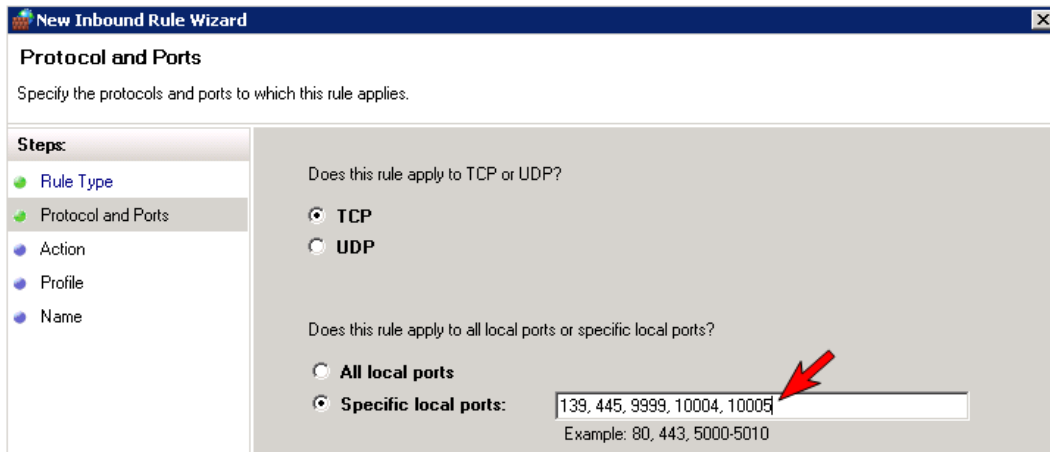 New Inbound Rule Wizard
Protocol and Ports
Specify the protocols and ports to which this rule applies.
Steps:
Rule Type
Protocol and Ports
Action
Profile
Name
Does this rule apply to TCP or UDP?
TCP
UDP
Does this rule apply to all local ports or specific local ports?
All local ports
Specific local ports: 139, 445, 9999, 10004, 10005
Example: 80, 443, 5000-5010